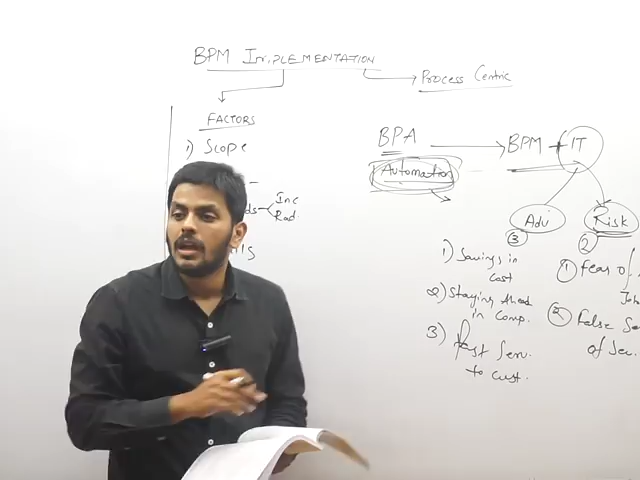 BPM IMPLEMENTATION
Process Centric
FACTORS
1) Scope
Inc
Rad.
BPA
BPM + IT
Automation
Adv
Risk
3
2
1) Savings in
cost
2) Staying Ahead
in Comp.
3) Fast Serv.
to cust.
1 Fear of
Job
2 False Se
of Sec.